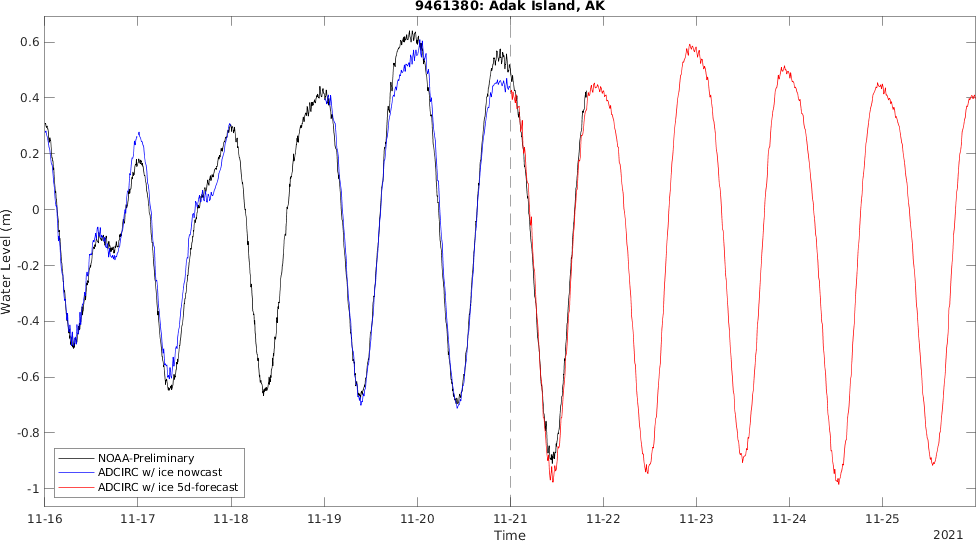 9461380: Adak Island, AK
0.6
0.4
0.2
0
-0.2
-0.4
-0.6
-0.8
-1
Water Level (m)
NOAA-Preliminary
ADCIRC w/ ice nowcast
ADCIRC w/ ice 5d-forecast
11-16 11-17 11-18 11-19 11-20 11-21 11-22 11-23 11-24 11-25
Time
2021